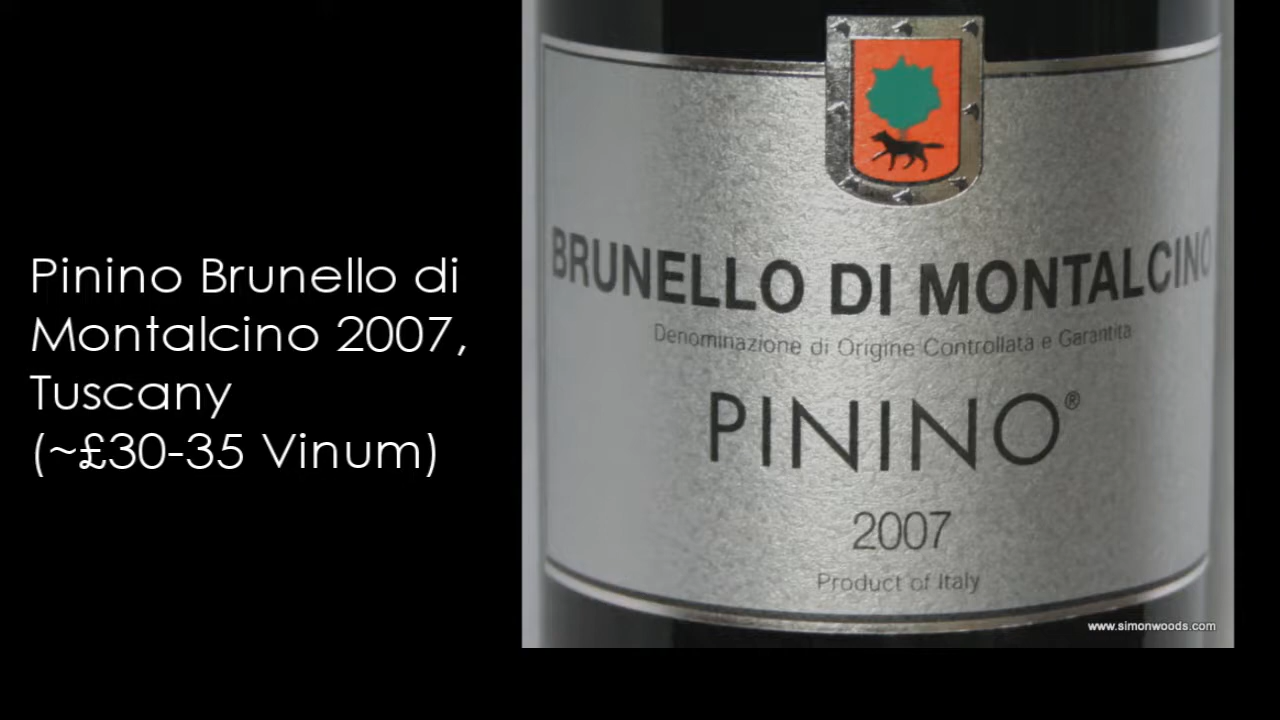 Pinino Brunello di
Montalcino 2007,
Tuscany
(~£30-35 Vinum)
BRUNELLO DI MONTALCINO
Denominazione di Origine Controllata e Garantita
PININO®
2007
Product of Italy
www.simonwoods.com